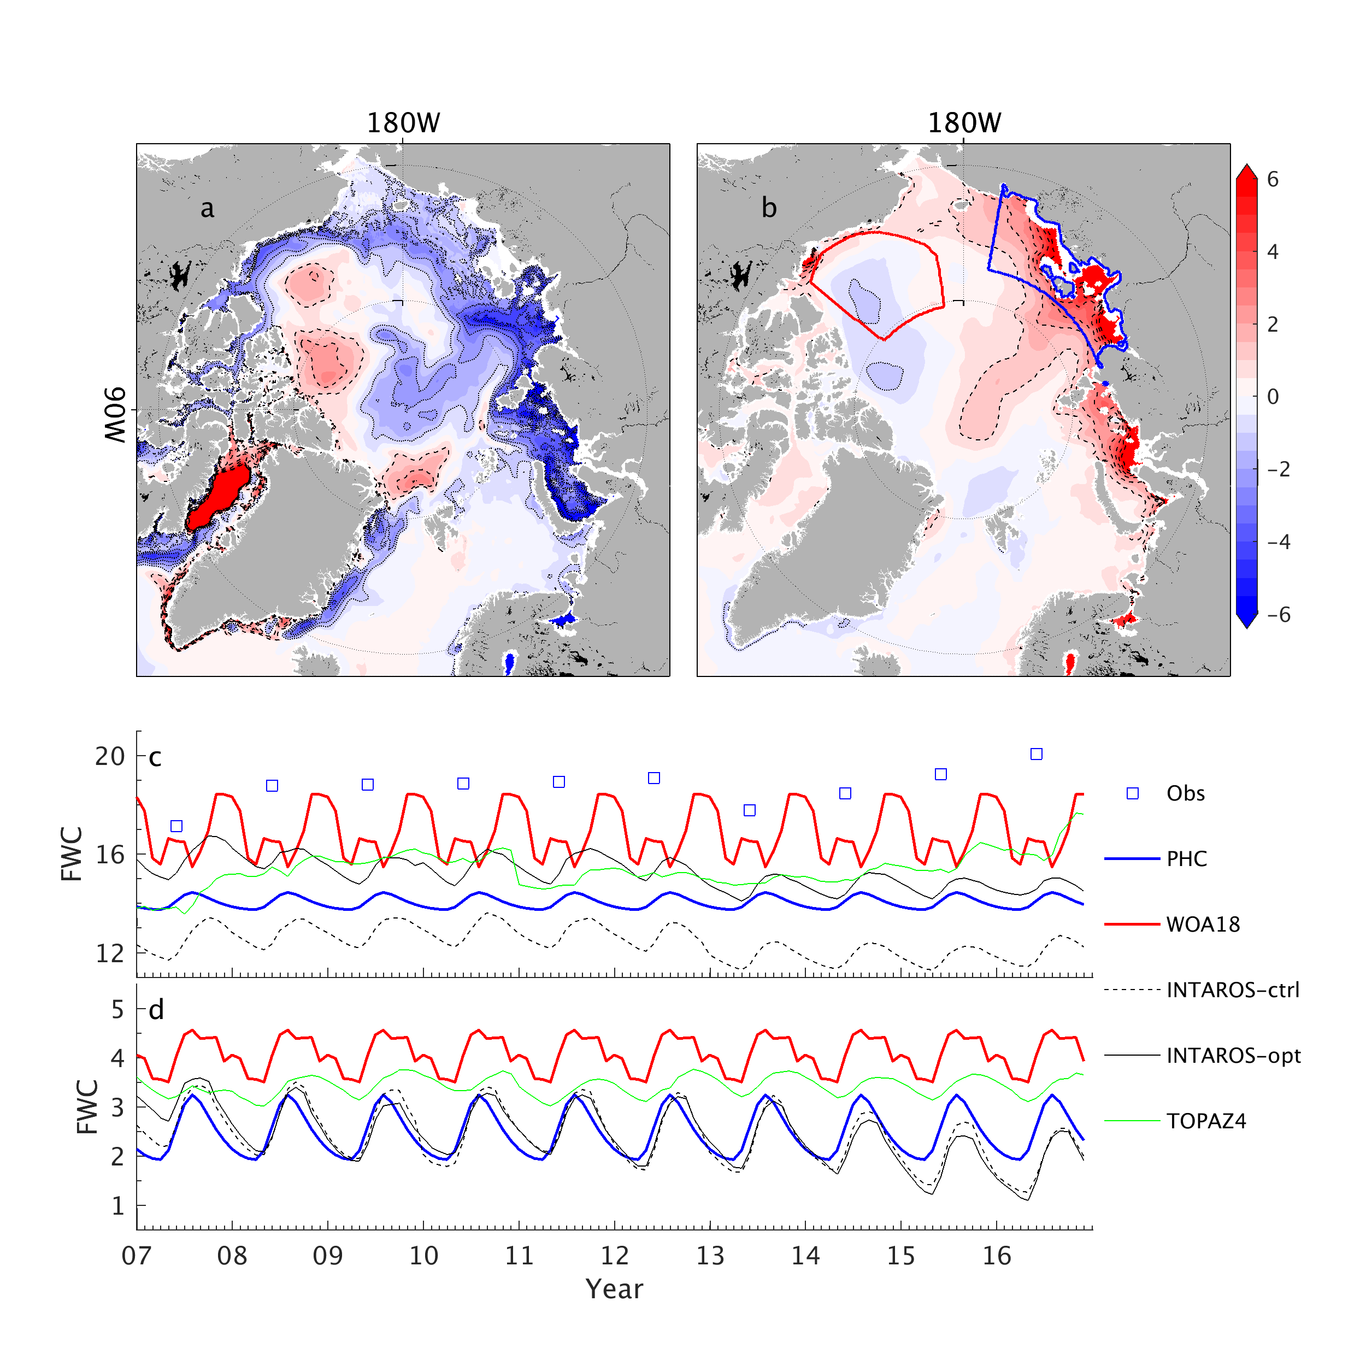 180W
180W
a
b
90W
6
4
2
0
−2
−4
−6
c
20
16
12
FWC
Obs
PHC
WOA18
INTAROS−ctrl
INTAROS−opt
TOPAZ4
d
5
4
3
2
1
FWC
07 08 09 10 11 12 13 14 15 16
Year